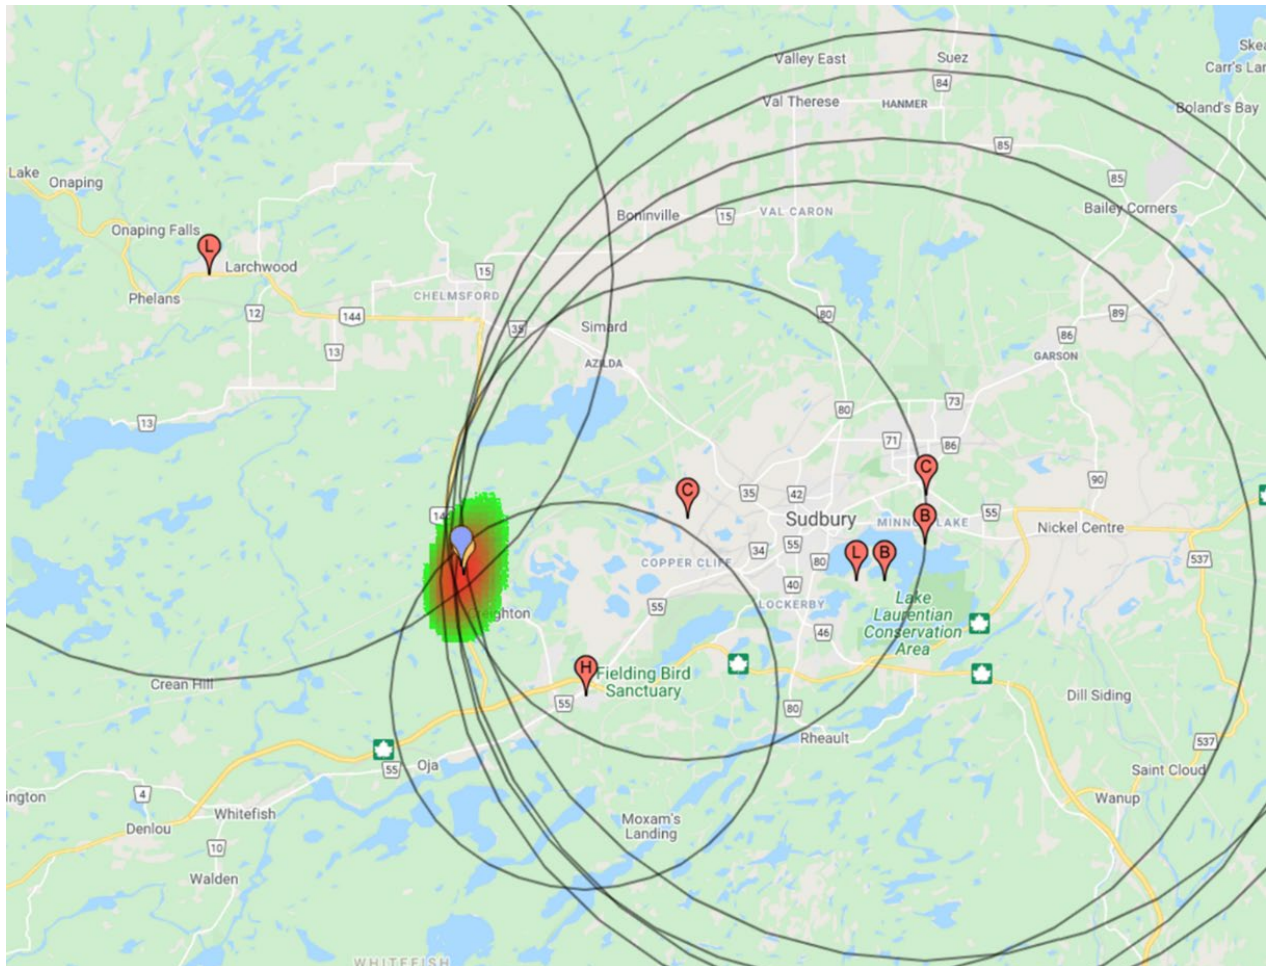 Valley East
Suez
Skea
Carr's Lan
84
Val Therese
HANMER
Boland's Bay
85
Lake
Onaping
85
Bailey Corners
Boninville
15
VAL CARON
Onaping Falls
L
Larchwood
15
Phelans
CHELMSFORD
12
144
35
Simard
80
89
13
AZILDA
86
GARSON
13
80
73
71
86
C
C
35
42
90
B
Sudbury
MINNO
LAKE
55
Nickel Centre
14
34
55
COPPER CLIFF
80
L
B
537
40
55
LOCKERBY
Lake
Laurentian
Conservation
Area
eighton
46
H
Fielding Bird
Sanctuary
Crean Hill
55
80
Dill Siding
Rheault
537
Oja
55
Saint Cloud
ington
4
Wanup
Whitefish
Denlou
Moxam's
Landing
10
Walden
WHITEFISH